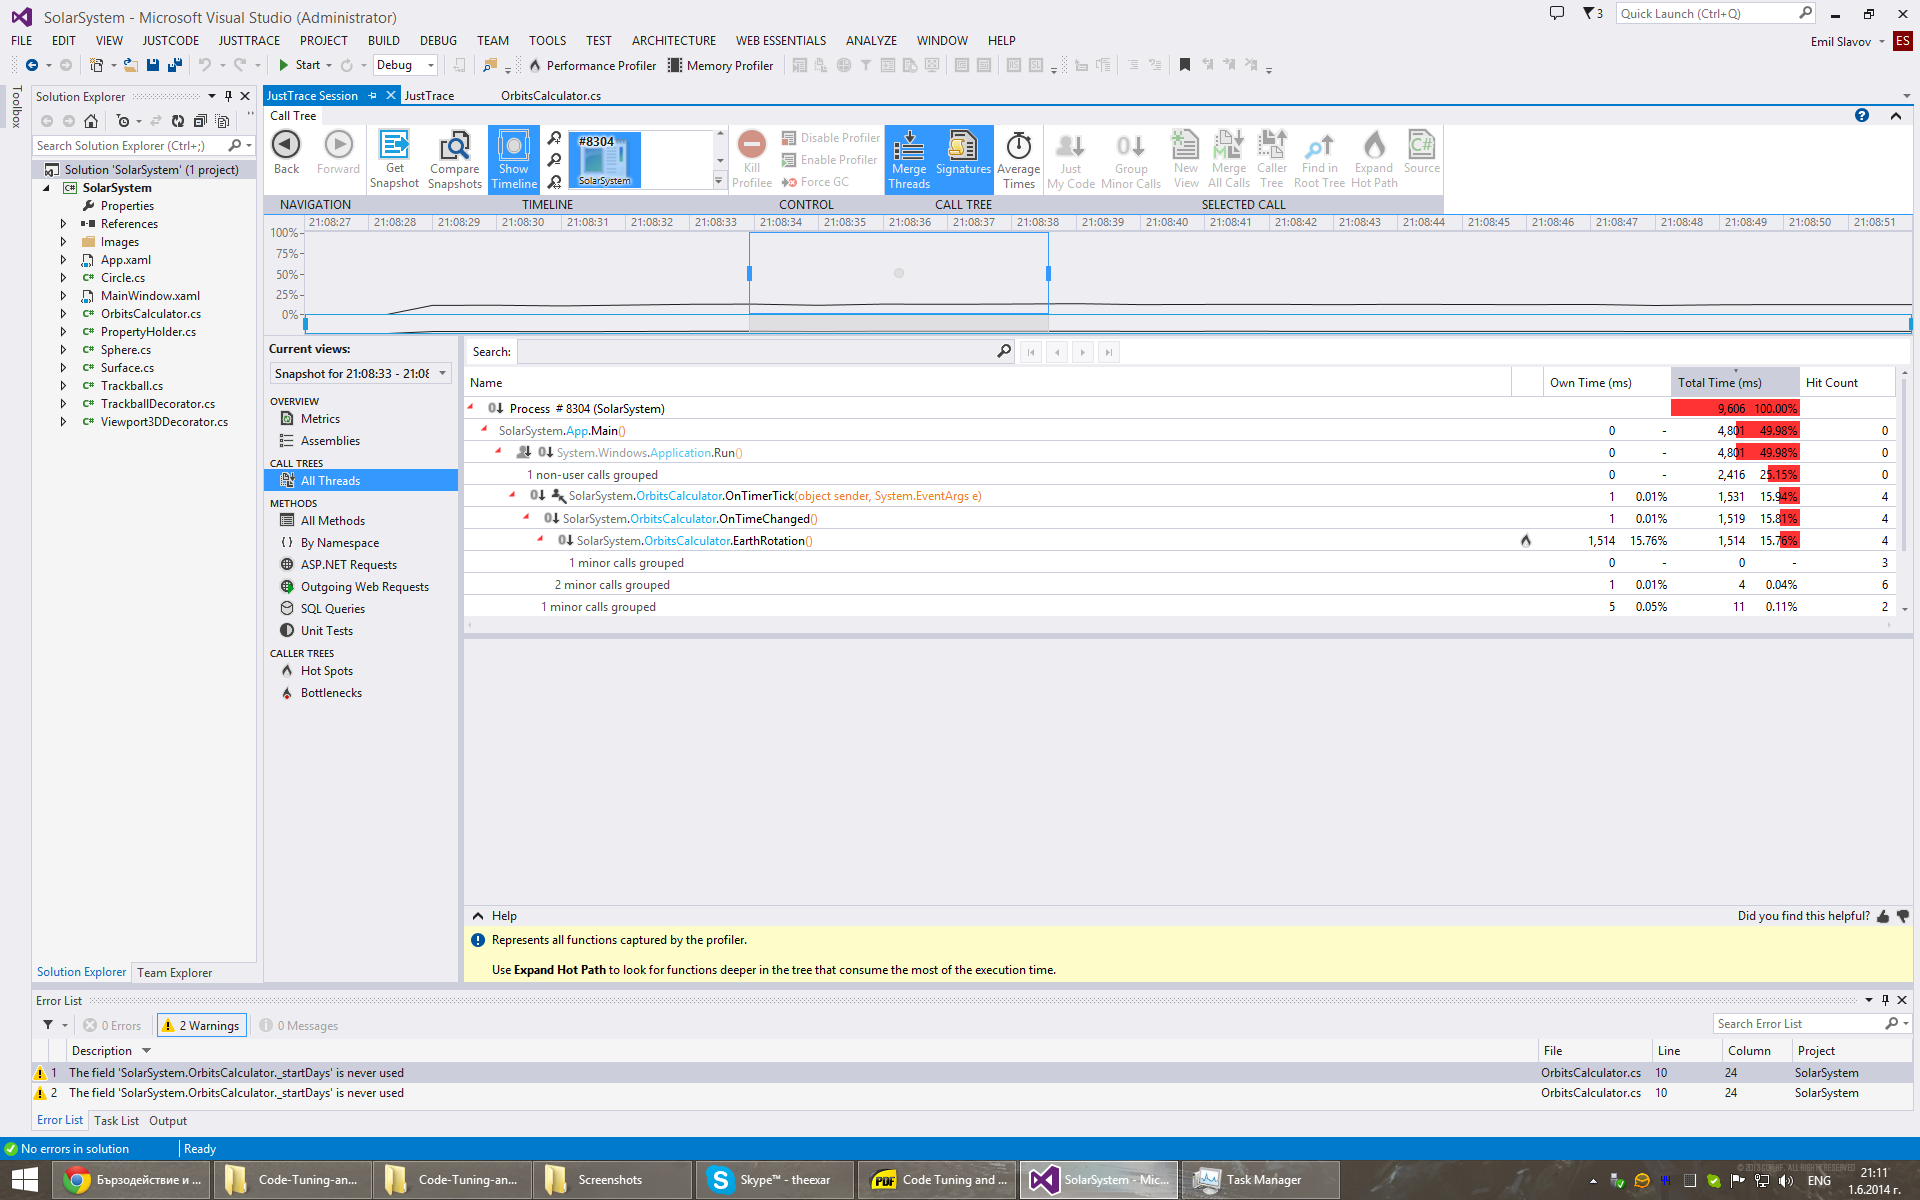 SolarSystem - Microsoft Visual Studio (Administrator)
3
Quick Launch (Ctrl+Q)
FILE EDIT VIEW JUSTCODE JUSTTRACE PROJECT BUILD DEBUG TEAM TOOLS TEST ARCHITECTURE WEB ESSENTIALS ANALYZE WINDOW HELP
Emil Slavov ES
Start Debug Performance Profiler Memory Profiler
Toolbox
Solution Explorer
Search Solution Explorer (Ctrl+;)
Solution 'SolarSystem' (1 project)
SolarSystem
Properties
References
Images
App.xaml
Circle.cs
MainWindow.xaml
OrbitsCalculator.cs
PropertyHolder.cs
Sphere.cs
Surface.cs
Trackball.cs
TrackballDecorator.cs
Viewport3DDecorator.cs
Solution Explorer Team Explorer
JustTrace Session JustTrace OrbitsCalculator.cs
Call Tree
Back Forward Get Snapshot Compare Snapshots Show Timeline
#8304
SolarSystem
Kill Profilee
Disable Profiler
Enable Profiler
Force GC
Merge Threads Signatures Average Times Just My Code Group Minor Calls New View Merge All Calls Caller Tree Find in Root Tree Expand Hot Path Source
NAVIGATION TIMELINE CONTROL CALL TREE SELECTED CALL
21:08:27 21:08:28 21:08:29 21:08:30 21:08:31 21:08:32 21:08:33 21:08:34 21:08:35 21:08:36 21:08:37 21:08:38 21:08:39 21:08:40 21:08:41 21:08:42 21:08:43 21:08:44 21:08:45 21:08:46 21:08:47 21:08:48 21:08:49 21:08:50 21:08:51
100%
75%
50%
25%
0%
Current views:
Snapshot for 21:08:33 - 21:08
OVERVIEW
Metrics
Assemblies
CALL TREES
All Threads
METHODS
All Methods
By Namespace
ASP.NET Requests
Outgoing Web Requests
SQL Queries
Unit Tests
CALLER TREES
Hot Spots
Bottlenecks
Search:
Name Own Time (ms) Total Time (ms) Hit Count
Process # 8304 (SolarSystem) 9,606 100.00%
SolarSystem.App.Main() 0 - 4,801 49.98% 0
System.Windows.Application.Run() 0 - 4,801 49.98% 0
1 non-user calls grouped 0 - 2,416 25.15% 0
SolarSystem.OrbitsCalculator.OnTimerTick(object sender, System.EventArgs e) 1 0.01% 1,531 15.94% 4
SolarSystem.OrbitsCalculator.OnTimeChanged() 1 0.01% 1,519 15.81% 4
SolarSystem.OrbitsCalculator.EarthRotation() 1,514 15.76% 1,514 15.76% 4
1 minor calls grouped 0 - 0 - 3
2 minor calls grouped 1 0.01% 4 0.04% 6
1 minor calls grouped 5 0.05% 11 0.11% 2
Help
Did you find this helpful?
Represents all functions captured by the profiler.
Use Expand Hot Path to look for functions deeper in the tree that consume the most of the execution time.
Error List
0 Errors 2 Warnings 0 Messages
Search Error List
Description File Line Column Project
1 The field 'SolarSystem.OrbitsCalculator._startDays' is never used OrbitsCalculator.cs 10 24 SolarSystem
2 The field 'SolarSystem.OrbitsCalculator._startDays' is never used OrbitsCalculator.cs 10 24 SolarSystem
Error List Task List Output
No errors in solution Ready
Бързодействие и ... Code-Tuning-an... Code-Tuning-an... Screenshots Skype™ - theexar Code Tuning and ... SolarSystem - Mic... Task Manager
ENG
21:11
1.6.2014 г.